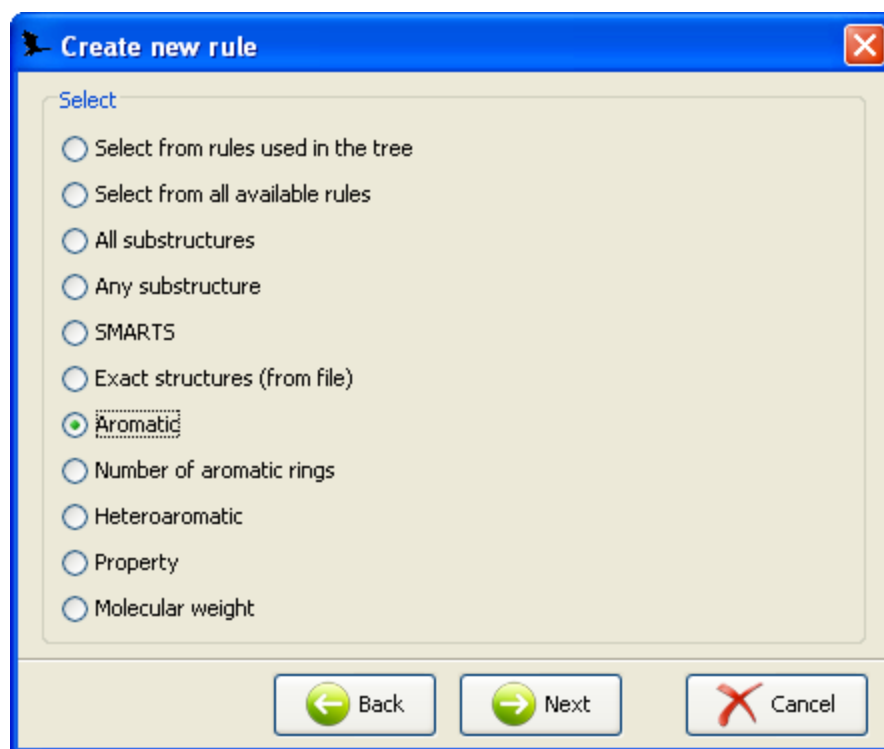 Create new rule
Select
Select from rules used in the tree
Select from all available rules
All substructures
Any substructure
SMARTS
Exact structures (from file)
Aromatic
Number of aromatic rings
Heteroaromatic
Property
Molecular weight
Back
Next
Cancel